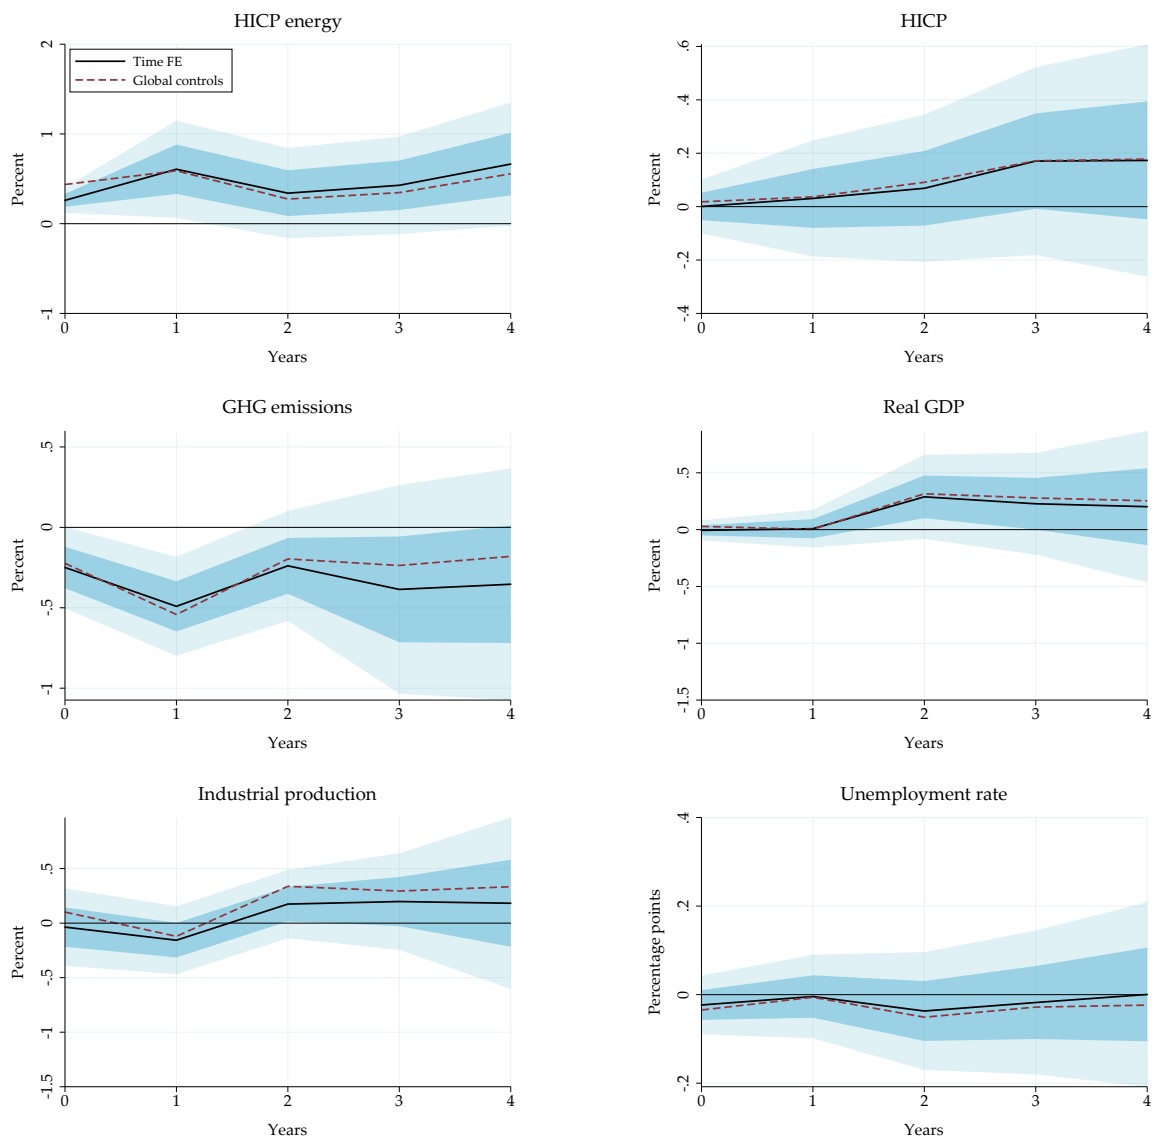 HICP energy
Percent
2
1
0
-1
Time FE
Global controls
0 1 2 3 4
Years
HICP
Percent
.6
.4
.2
0
-.2
-.4
0 1 2 3 4
Years
GHG emissions
Percent
.5
0
-.5
-1
0 1 2 3 4
Years
Real GDP
Percent
.5
0
-.5
-1
-1.5
0 1 2 3 4
Years
Industrial production
Percent
.5
0
-.5
-1
-1.5
0 1 2 3 4
Years
Unemployment rate
Percentage points
.4
.2
0
-.2
0 1 2 3 4
Years